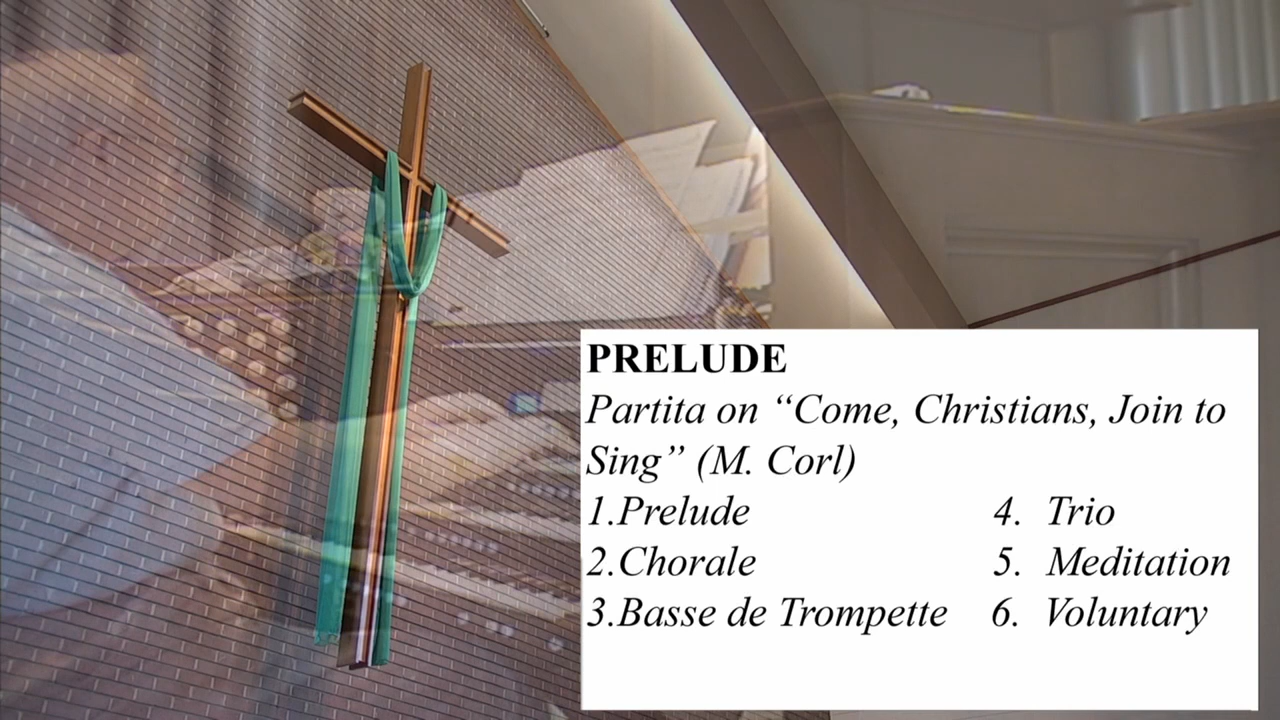 PRELUDE
Partita on “Come, Christians, Join to
Sing” (M. Corl)
1.Prelude 4. Trio
2.Chorale 5. Meditation
3.Basse de Trompette 6. Voluntary